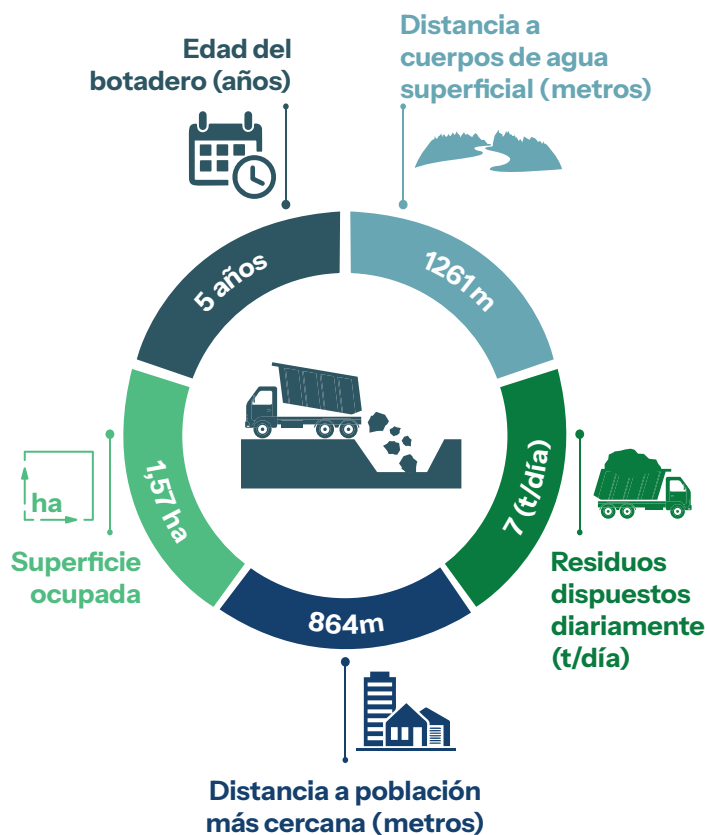 Edad del
botadero (años)
Distancia a
cuerpos de agua
superficial (metros)
5 años
1261 m
1,57 ha
7 (t/día)
864m
ha
Superficie
ocupada
Residuos
dispuestos
diariamente
(t/día)
Distancia a población
más cercana (metros)